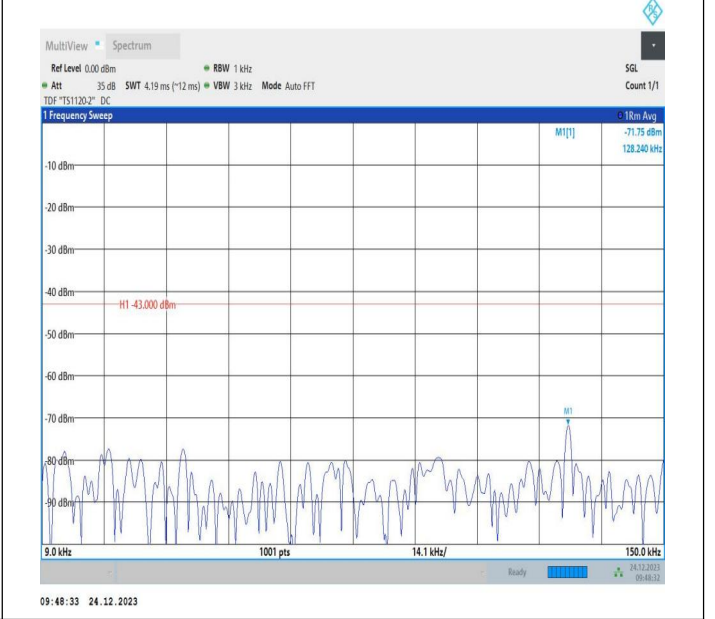 R S
MultiView Spectrum
Ref Level 0.00 dBm RBW 1 kHz SGL
Att 35 dB SWT 4.19 ms (~12 ms) VBW 3 kHz Mode Auto FFT Count 1/1
TDF "TS1120-2" DC
1 Frequency Sweep 1Rm Avg
M1[1] -71.75 dBm
128.240 kHz
-10 dBm
-20 dBm
-30 dBm
-40 dBm
H1 -43.000 dBm
-50 dBm
-60 dBm
-70 dBm
M1
-80 dBm
-90 dBm
9.0 kHz 1001 pts 14.1 kHz/ 150.0 kHz
Ready 24.12.2023
09:48:32
09:48:33 24.12.2023